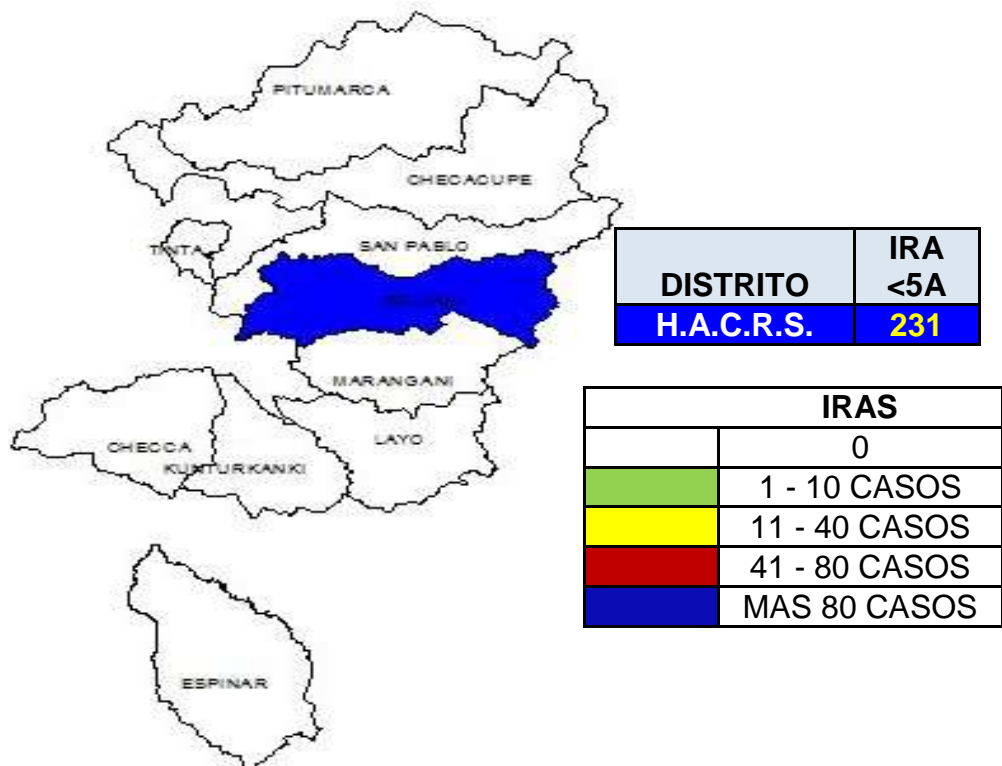 PITUMARCA
CHECACUPE
TINTA
SAN PABLO
MARANGANI
CHECCA
KUNTURKANKI
LAYO
ESPINAR
DISTRITO
IRA
<5A
H.A.C.R.S. 231
IRAS
0
1 - 10 CASOS
11 - 40 CASOS
41 - 80 CASOS
MAS 80 CASOS